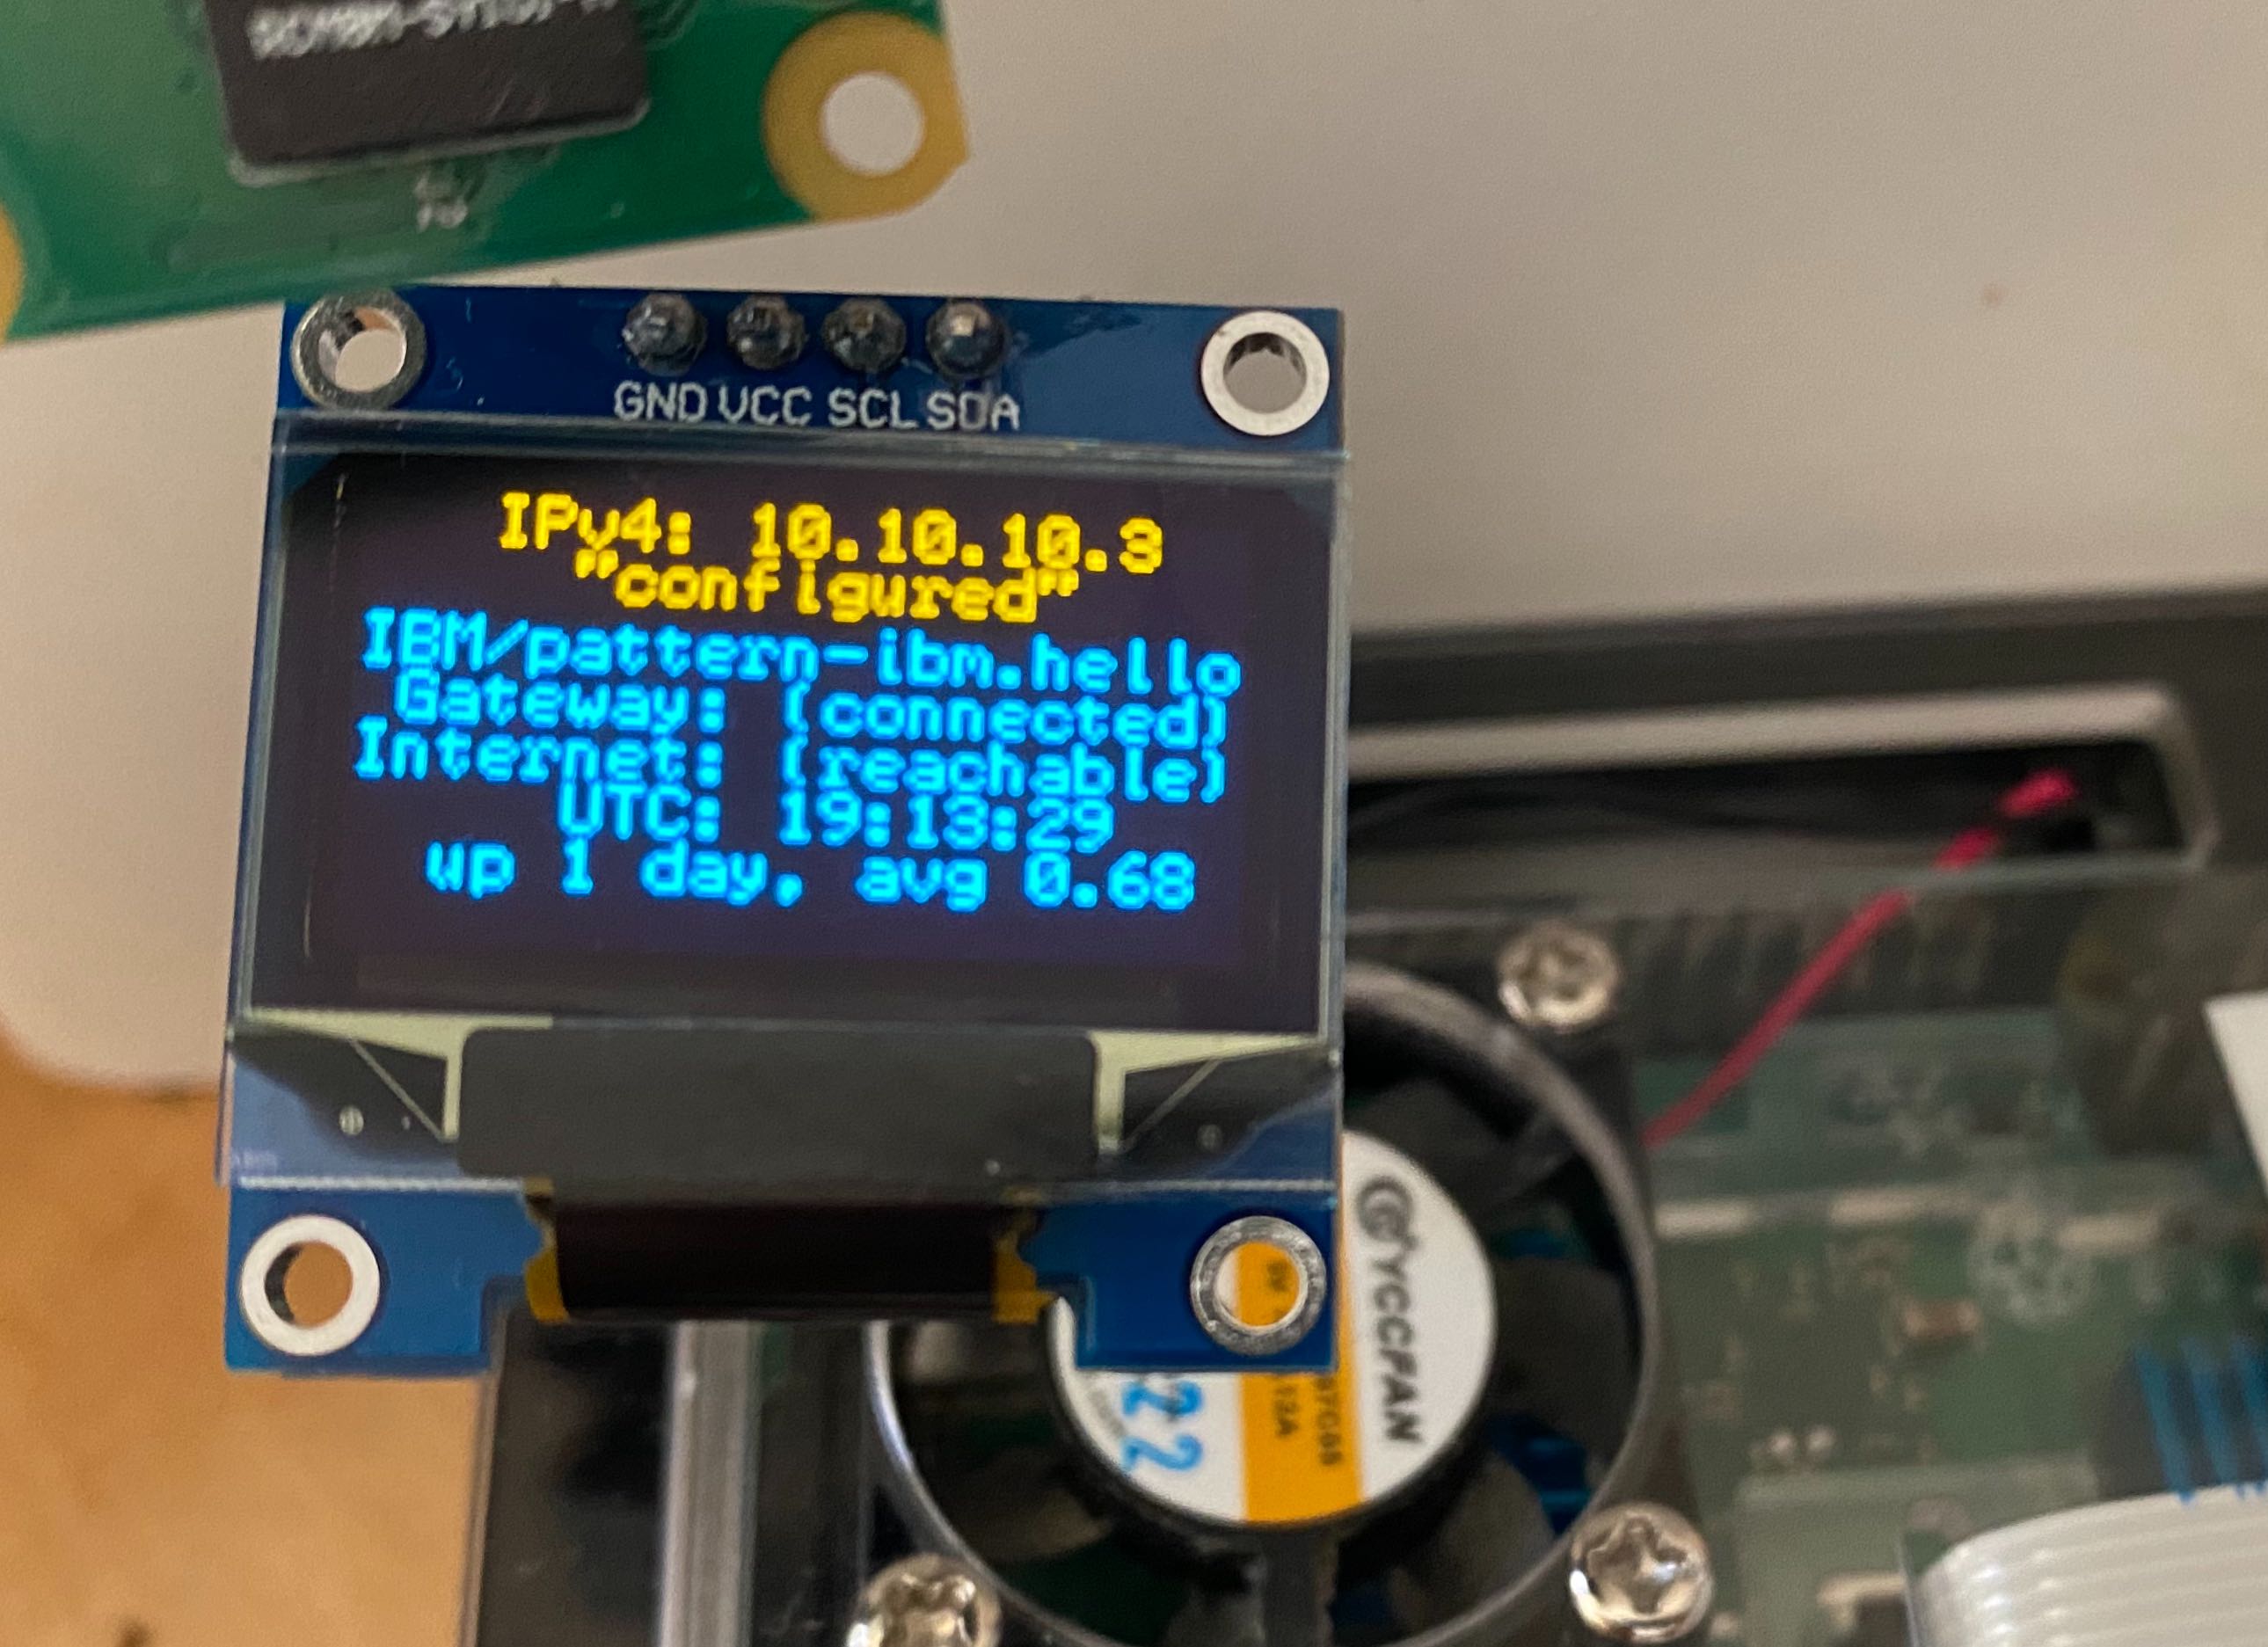 GND VCC SCL SDA
IPv4: 10.10.10.3
"configured"
IBM/pattern-ibm.hello
Gateway: (connected)
Internet: (reachable)
UTC: 19:13:29
up 1 day, avg 0.68
YCCFAN
22